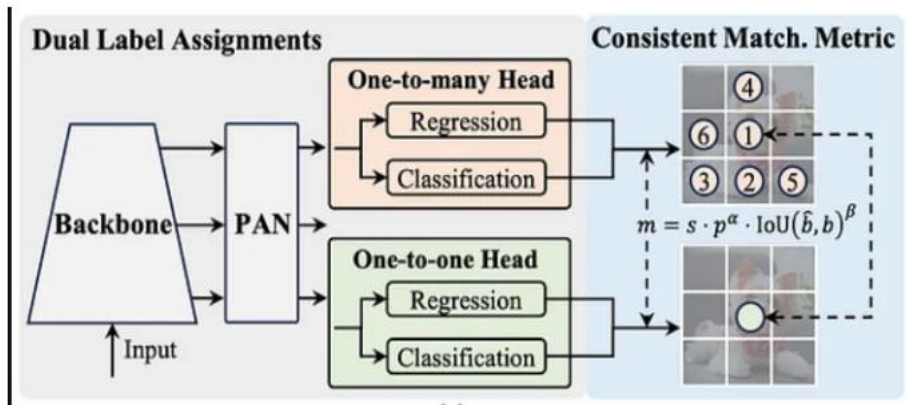 Dual Label Assignments
Consistent Match. Metric
One-to-many Head
Regression
Classification
Backbone
PAN
Input
One-to-one Head
Regression
Classification
④
⑥ ①
③ ② ⑤
m = s · p^α · IoU(b̂, b)^β